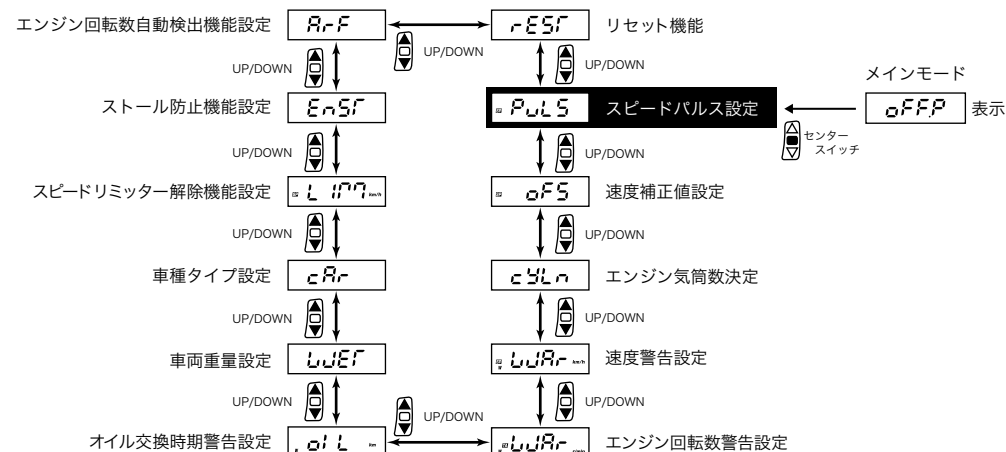 エンジン回転数自動検出機能設定 ArF rEST リセット機能
UP/DOWN
UP/DOWN UP/DOWN
メインモード
ストール防止機能設定 EnST PuLS スピードパルス設定 oFF.P 表示
センター
スイッチ
UP/DOWN UP/DOWN
スピードリミッター解除機能設定 LIM km/h oFS 速度補正値設定
UP/DOWN UP/DOWN
車種タイプ設定 cAr cYLn エンジン気筒数決定
UP/DOWN UP/DOWN
車両重量設定 WET WAr km/h 速度警告設定
UP/DOWN UP/DOWN UP/DOWN
オイル交換時期警告設定 oIL km WAr エンジン回転数警告設定